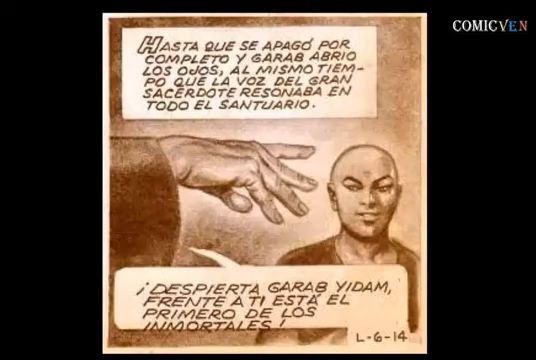 COMICVEN
HASTA QUE SE APAGÓ POR
COMPLETO Y GARAB ABRIO
LOS OJOS, AL MISMO TIEM-
PO QUE LA VOZ DEL GRAN
SACERDOTE RESONABA EN
TODO EL SANTUARIO.
¡DESPIERTA GARAB YIDAM,
FRENTE A TI ESTÁ EL
PRIMERO DE LOS
INMORTALES!
L-6-14